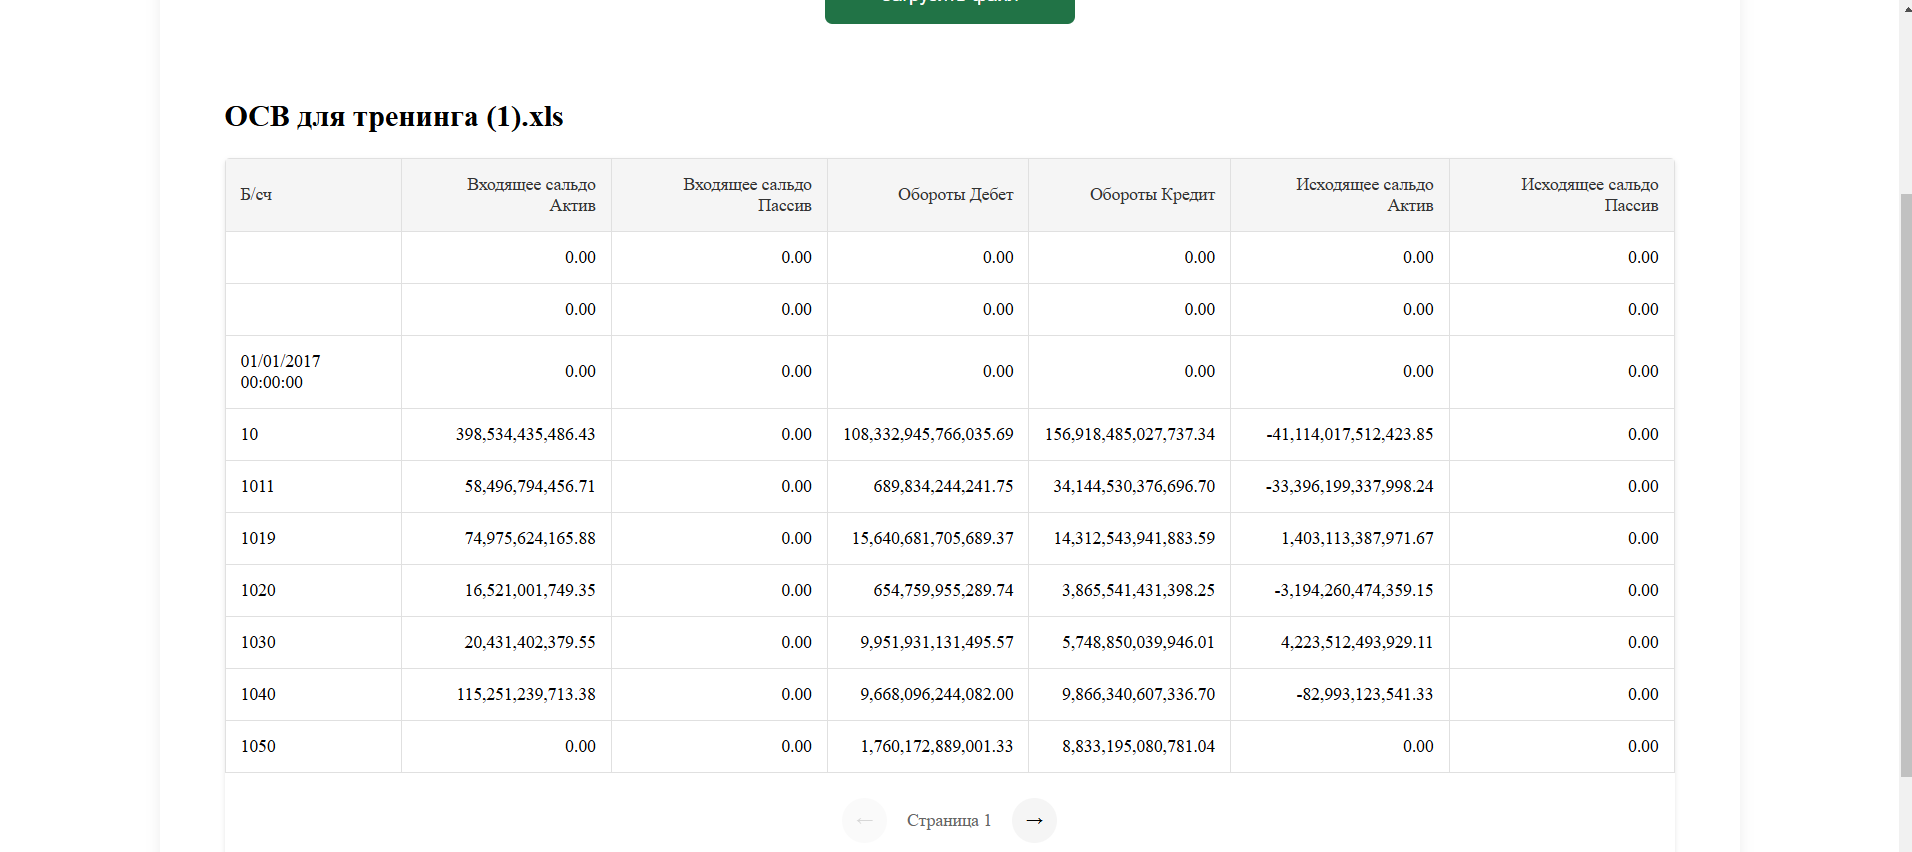 ОСВ для тренинга (1).xls
Б/сч Входящее сальдо Актив Входящее сальдо Пассив Обороты Дебет Обороты Кредит Исходящее сальдо Актив Исходящее сальдо Пассив
0.00 0.00 0.00 0.00 0.00 0.00
0.00 0.00 0.00 0.00 0.00 0.00
01/01/2017 00:00:00 0.00 0.00 0.00 0.00 0.00 0.00
10 398,534,435,486.43 0.00 108,332,945,766,035.69 156,918,485,027,737.34 -41,114,017,512,423.85 0.00
1011 58,496,794,456.71 0.00 689,834,244,241.75 34,144,530,376,696.70 -33,396,199,337,998.24 0.00
1019 74,975,624,165.88 0.00 15,640,681,705,689.37 14,312,543,941,883.59 1,403,113,387,971.67 0.00
1020 16,521,001,749.35 0.00 654,759,955,289.74 3,865,541,431,398.25 -3,194,260,474,359.15 0.00
1030 20,431,402,379.55 0.00 9,951,931,131,495.57 5,748,850,039,946.01 4,223,512,493,929.11 0.00
1040 115,251,239,713.38 0.00 9,668,096,244,082.00 9,866,340,607,336.70 -82,993,123,541.33 0.00
1050 0.00 0.00 1,760,172,889,001.33 8,833,195,080,781.04 0.00 0.00
← Страница 1 →